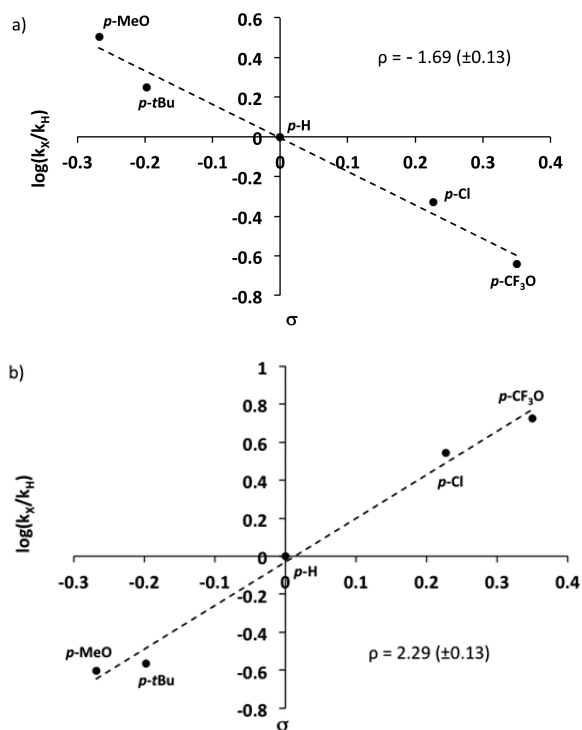 a)
p-MeO
0.6
0.4
0.2
0
-0.2
-0.4
-0.6
-0.8
ρ = - 1.69 (±0.13)
p-tBu
p-H
log(kX/kH)
-0.3
-0.2
-0.1
0
0.1
0.2
0.3
0.4
p-Cl
p-CF3O
σ
b)
1
0.8
0.6
0.4
0.2
0
-0.2
-0.4
-0.6
-0.8
p-CF3O
p-Cl
log(kX/kH)
-0.3
-0.2
-0.1
0
0.1
0.2
0.3
0.4
p-H
p-MeO
p-tBu
ρ = 2.29 (±0.13)
σ